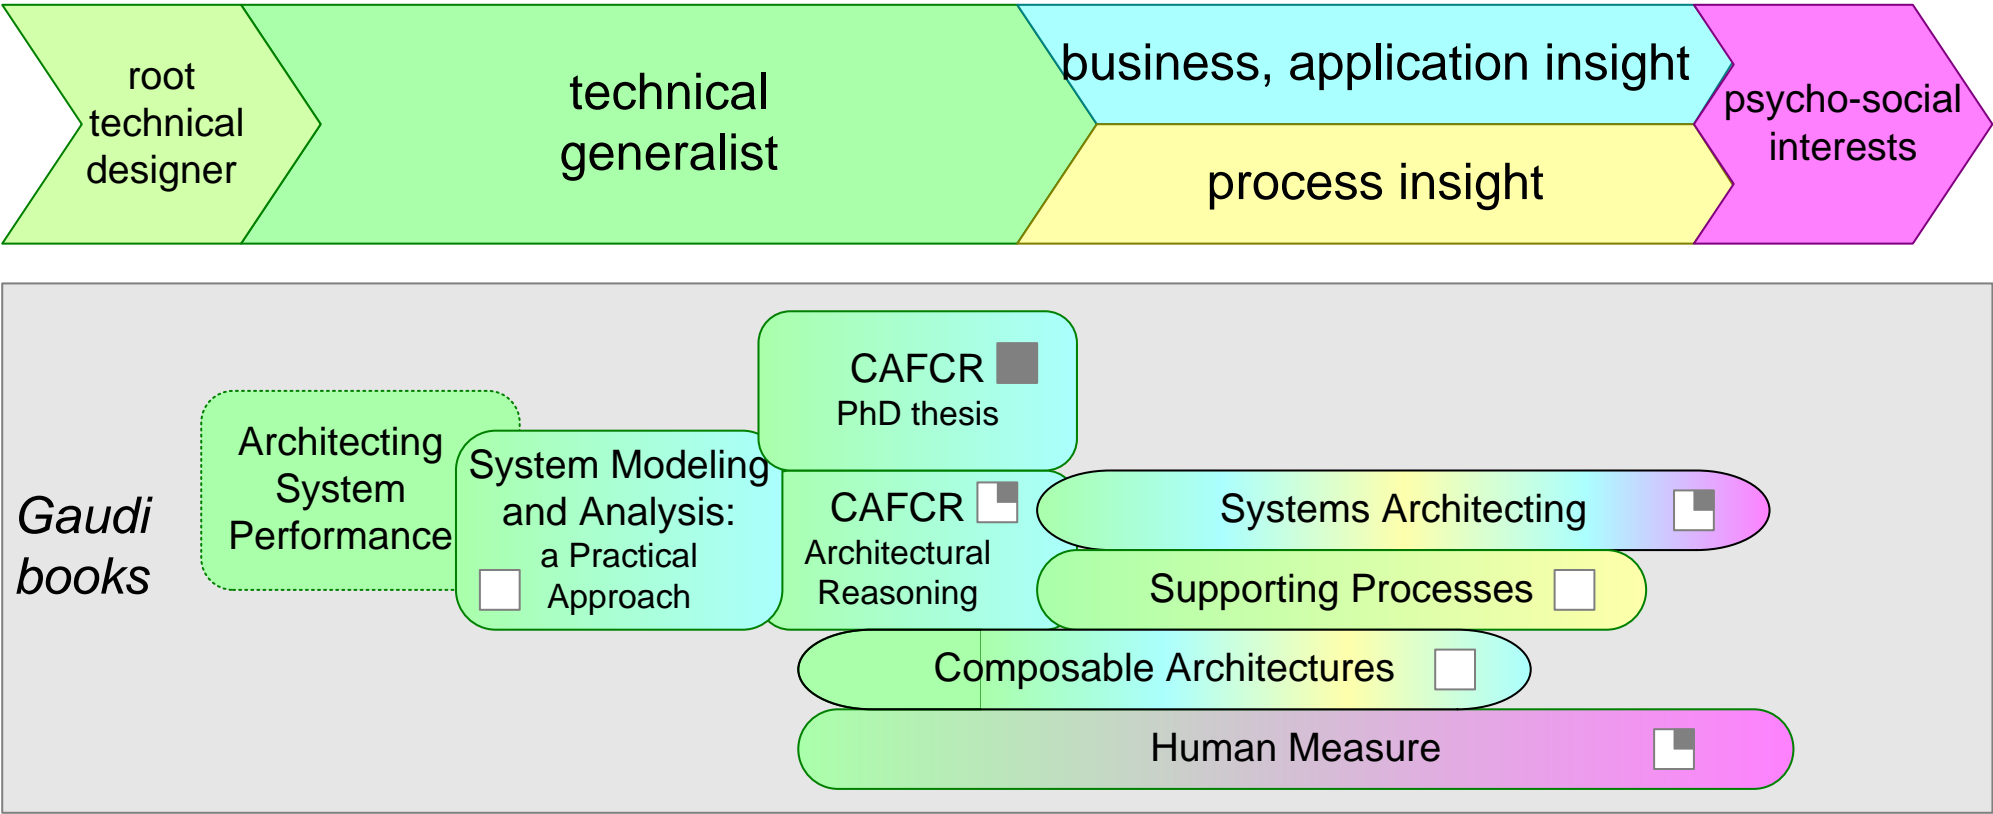 root
technical
designer
technical
generalist
business, application insight
process insight
psycho-social
interests
Gaudi
books
Architecting
System
Performance
System Modeling
and Analysis:
a Practical
Approach
CAFCR
PhD thesis
CAFCR
Architectural
Reasoning
Systems Architecting
Supporting Processes
Composable Architectures
Human Measure